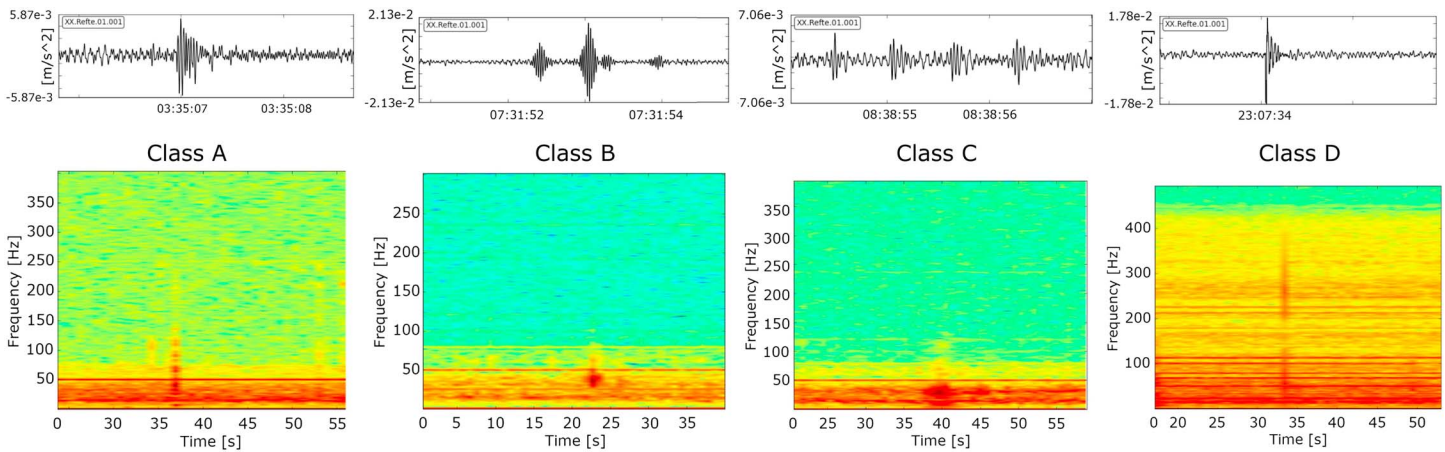 5.87e-3
[m/s^2]
-5.87e-3
XX.Refte.01.001
03:35:07
03:35:08
2.13e-2
[m/s^2]
-2.13e-2
XX.Refte.01.001
07:31:52
07:31:54
7.06e-3
[m/s^2]
7.06e-3
XX.Refte.01.001
08:38:55
08:38:56
1.78e-2
[m/s^2]
-1.78e-2
XX.Refte.01.001
23:07:34
Class A
Frequency [Hz]
350
300
250
200
150
100
50
0
0 30 35 40 45 50 55
Time [s]
Class B
Frequency [Hz]
250
200
150
100
50
0
0 5 10 15 20 25 30 35
Time [s]
Class C
Frequency [Hz]
350
300
250
200
150
100
50
0
0 20 25 30 35 40 45 50 55
Time [s]
Class D
Frequency [Hz]
400
300
200
100
0 20 25 30 35 40 45 50
Time [s]